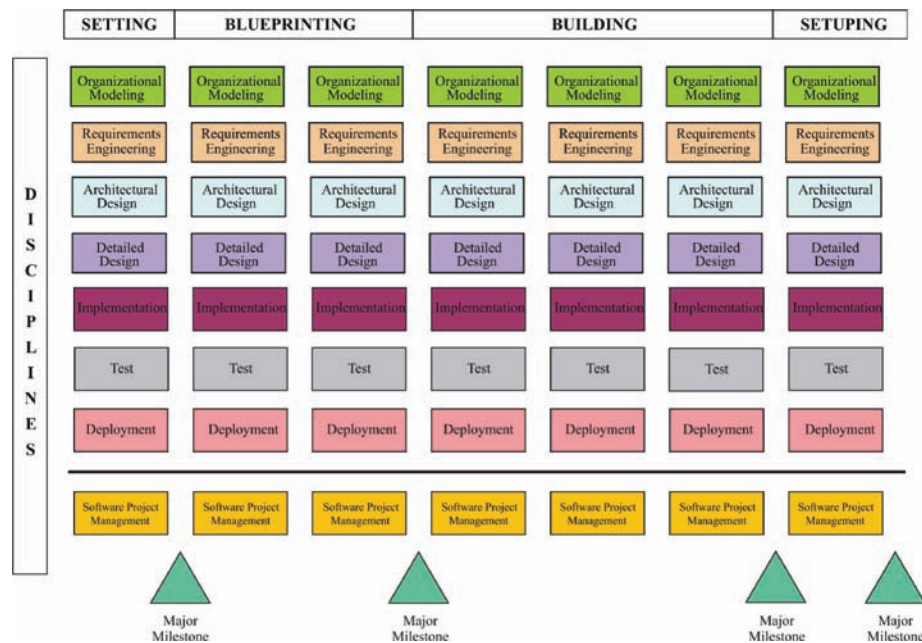 SETTING BLUEPRINTING BUILDING SETUPING
DISCIPLINES
Organizational Organizational Organizational Organizational Organizational Organizational Organizational
Modeling Modeling Modeling Modeling Modeling Modeling Modeling
Requirements Requirements Requirements Requirements Requirements Requirements Requirements
Engineering Engineering Engineering Engineering Engineering Engineering Engineering
Architectural Architectural Architectural Architectural Architectural Architectural Architectural
Design Design Design Design Design Design Design
Detailed Detailed Detailed Detailed Detailed Detailed Detailed
Design Design Design Design Design Design Design
Implementation Implementation Implementation Implementation Implementation Implementation Implementation
Test Test Test Test Test Test Test
Deployment Deployment Deployment Deployment Deployment Deployment Deployment
Software Project Software Project Software Project Software Project Software Project Software Project Software Project
Management Management Management Management Management Management Management
Major Major Major Major
Milestone Milestone Milestone Milestone